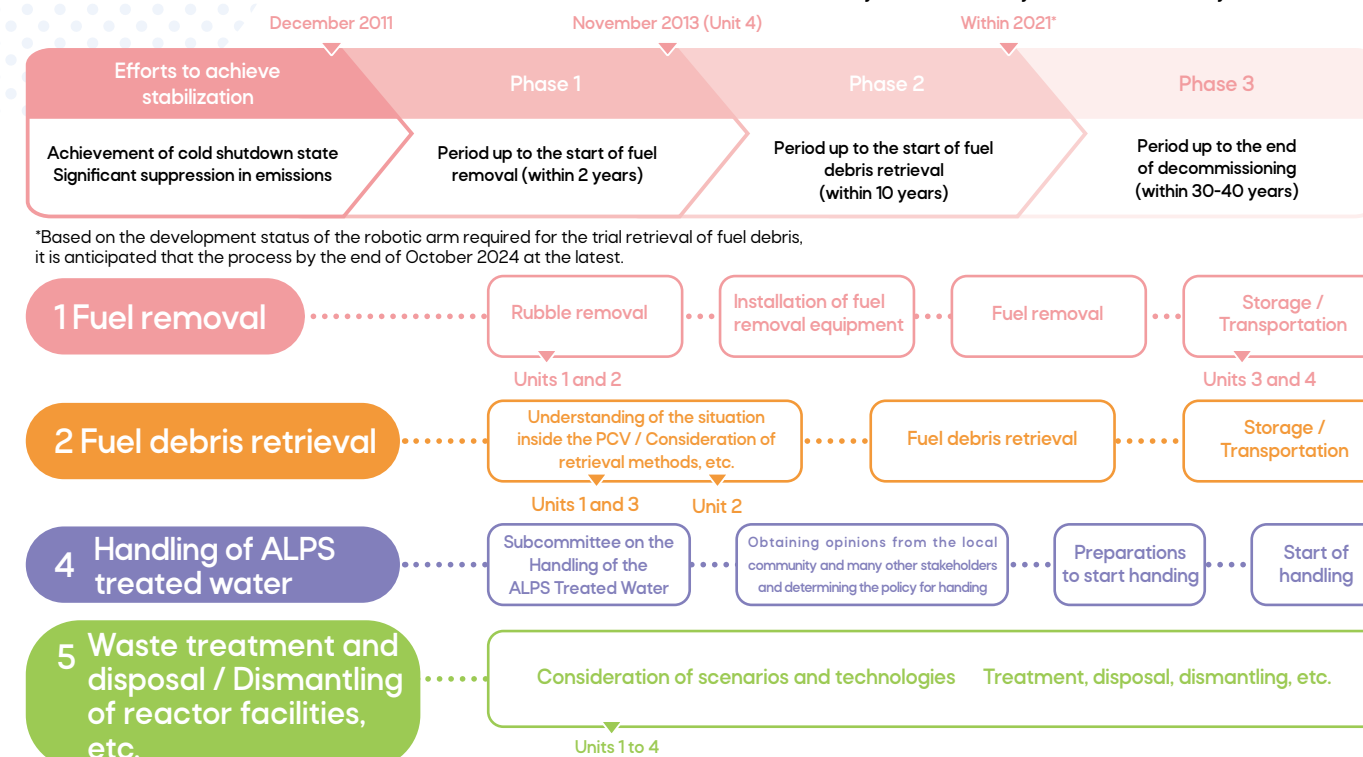 December 2011
November 2013 (Unit 4)
Within 2021*
Efforts to achieve
stabilization
Phase 1
Phase 2
Phase 3
Achievement of cold shutdown state
Significant suppression in emissions
Period up to the start of fuel
removal (within 2 years)
Period up to the start of fuel
debris retrieval
(within 10 years)
Period up to the end
of decommissioning
(within 30-40 years)
*Based on the development status of the robotic arm required for the trial retrieval of fuel debris,
it is anticipated that the process by the end of October 2024 at the latest.
1 Fuel removal
Rubble removal
Installation of fuel
removal equipment
Fuel removal
Storage /
Transportation
Units 1 and 2
Units 3 and 4
2 Fuel debris retrieval
Understanding of the situation
inside the PCV / Consideration of
retrieval methods, etc.
Fuel debris retrieval
Storage /
Transportation
Units 1 and 3
Unit 2
4 Handling of ALPS
treated water
Subcommittee on the
Handling of the
ALPS Treated Water
Obtaining opinions from the local
community and many other stakeholders
and determining the policy for handing
Preparations
to start handing
Start of
handling
5 Waste treatment and
disposal / Dismantling
of reactor facilities,
etc.
Consideration of scenarios and technologies
Treatment, disposal, dismantling, etc.
Units 1 to 4